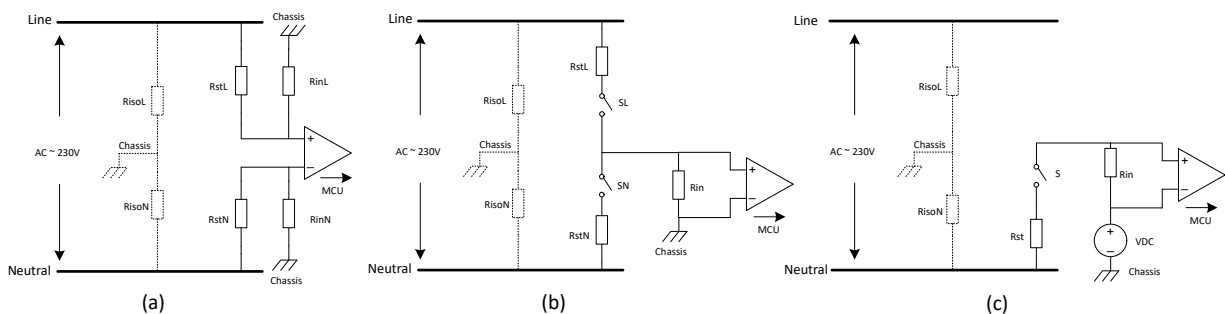 Line
Chassis
RstL
RinL
RisoL
Chassis
AC ~ 230V
+
−
MCU
RisoN
RstN
RinN
Neutral
Chassis
(a)
Line
RstL
RisoL
SL
Chassis
AC ~ 230V
+
−
SN
Rin
MCU
RisoN
RstN
Chassis
Neutral
(b)
Line
RisoL
Chassis
AC ~ 230V
S
Rin
+
−
MCU
RisoN
Rst
+
−
VDC
Chassis
Neutral
(c)